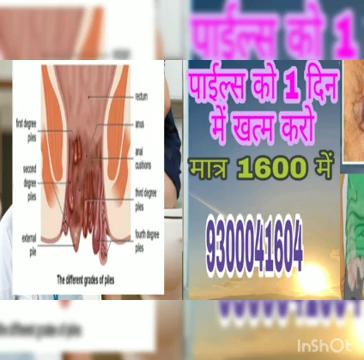 पाईल्स को 1
rectum
anus
anal
cushions
third degree
piles
fourth degree
piles
first degree
piles
second
degree
piles
external
pile
The different grades of piles
पाईल्स को 1 दिन
में खत्म करो
मात्र 1600 में
9300041604
InShOt